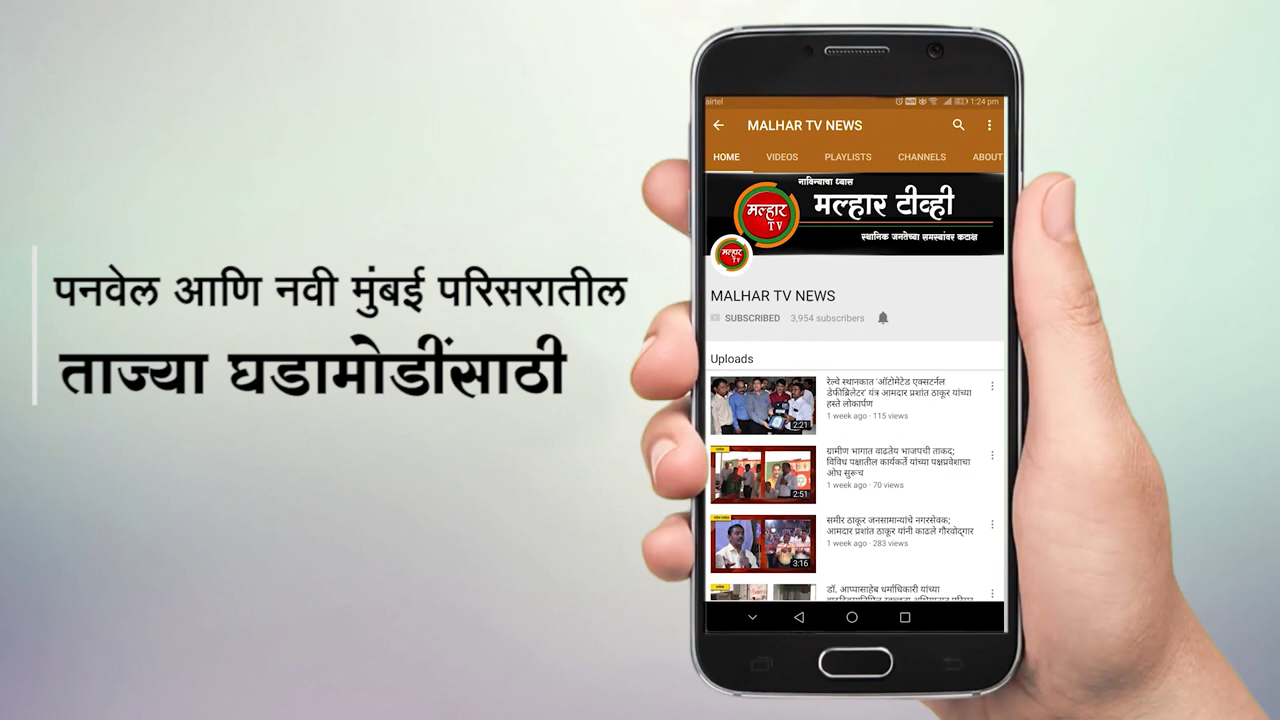 पनवेल आणि नवी मुंबई परिसरातील
ताज्या घडामोडींसाठी
airtel
1:24 pm
MALHAR TV NEWS
HOME VIDEOS PLAYLISTS CHANNELS ABOUT
नाविन्याचा ध्यास
मल्हार टीव्ही
मल्हार
TV
स्थानिक जनतेच्या समस्यांवर कटाक्ष
मल्हार
TV
MALHAR TV NEWS
SUBSCRIBED 3,954 subscribers
Uploads
रेल्वे स्थानकात 'ऑटोमेटेड एक्सटर्नल
डेफीब्रिलेटर' यंत्र आमदार प्रशांत ठाकूर यांच्या
हस्ते लोकार्पण
1 week ago · 115 views
2:21
ग्रामीण भागात वाढतेय भाजपची ताकद;
विविध पक्षातील कार्यकर्ते यांच्या पक्षप्रवेशाचा
ओघ सुरूच
1 week ago · 70 views
2:51
समीर ठाकूर जनसामान्यांचे नगरसेवक;
आमदार प्रशांत ठाकूर यांनी काढले गौरवोद्गार
1 week ago · 283 views
3:16
डॉ. आप्पासाहेब धर्माधिकारी यांच्या